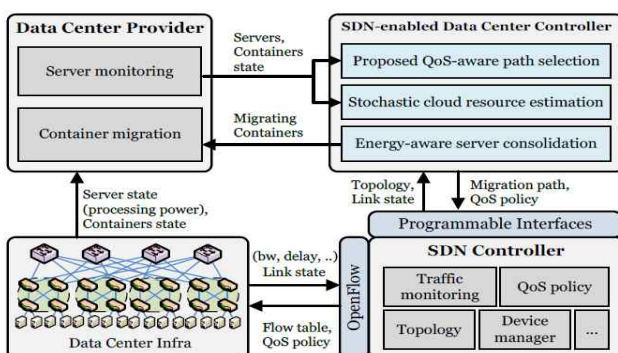 Data Center Provider
Server monitoring
Container migration
Servers,
Containers
state
Migrating
Containers
SDN-enabled Data Center Controller
Proposed QoS-aware path selection
Stochastic cloud resource estimation
Energy-aware server consolidation
Server state
(processing power),
Containers state
Topology,
Link state
Migration path,
QoS policy
Data Center Infra
(bw, delay, ..)
Link state
Flow table,
QoS policy
OpenFlow
Programmable Interfaces
SDN Controller
Traffic
monitoring
QoS policy
Topology
Device
manager
...